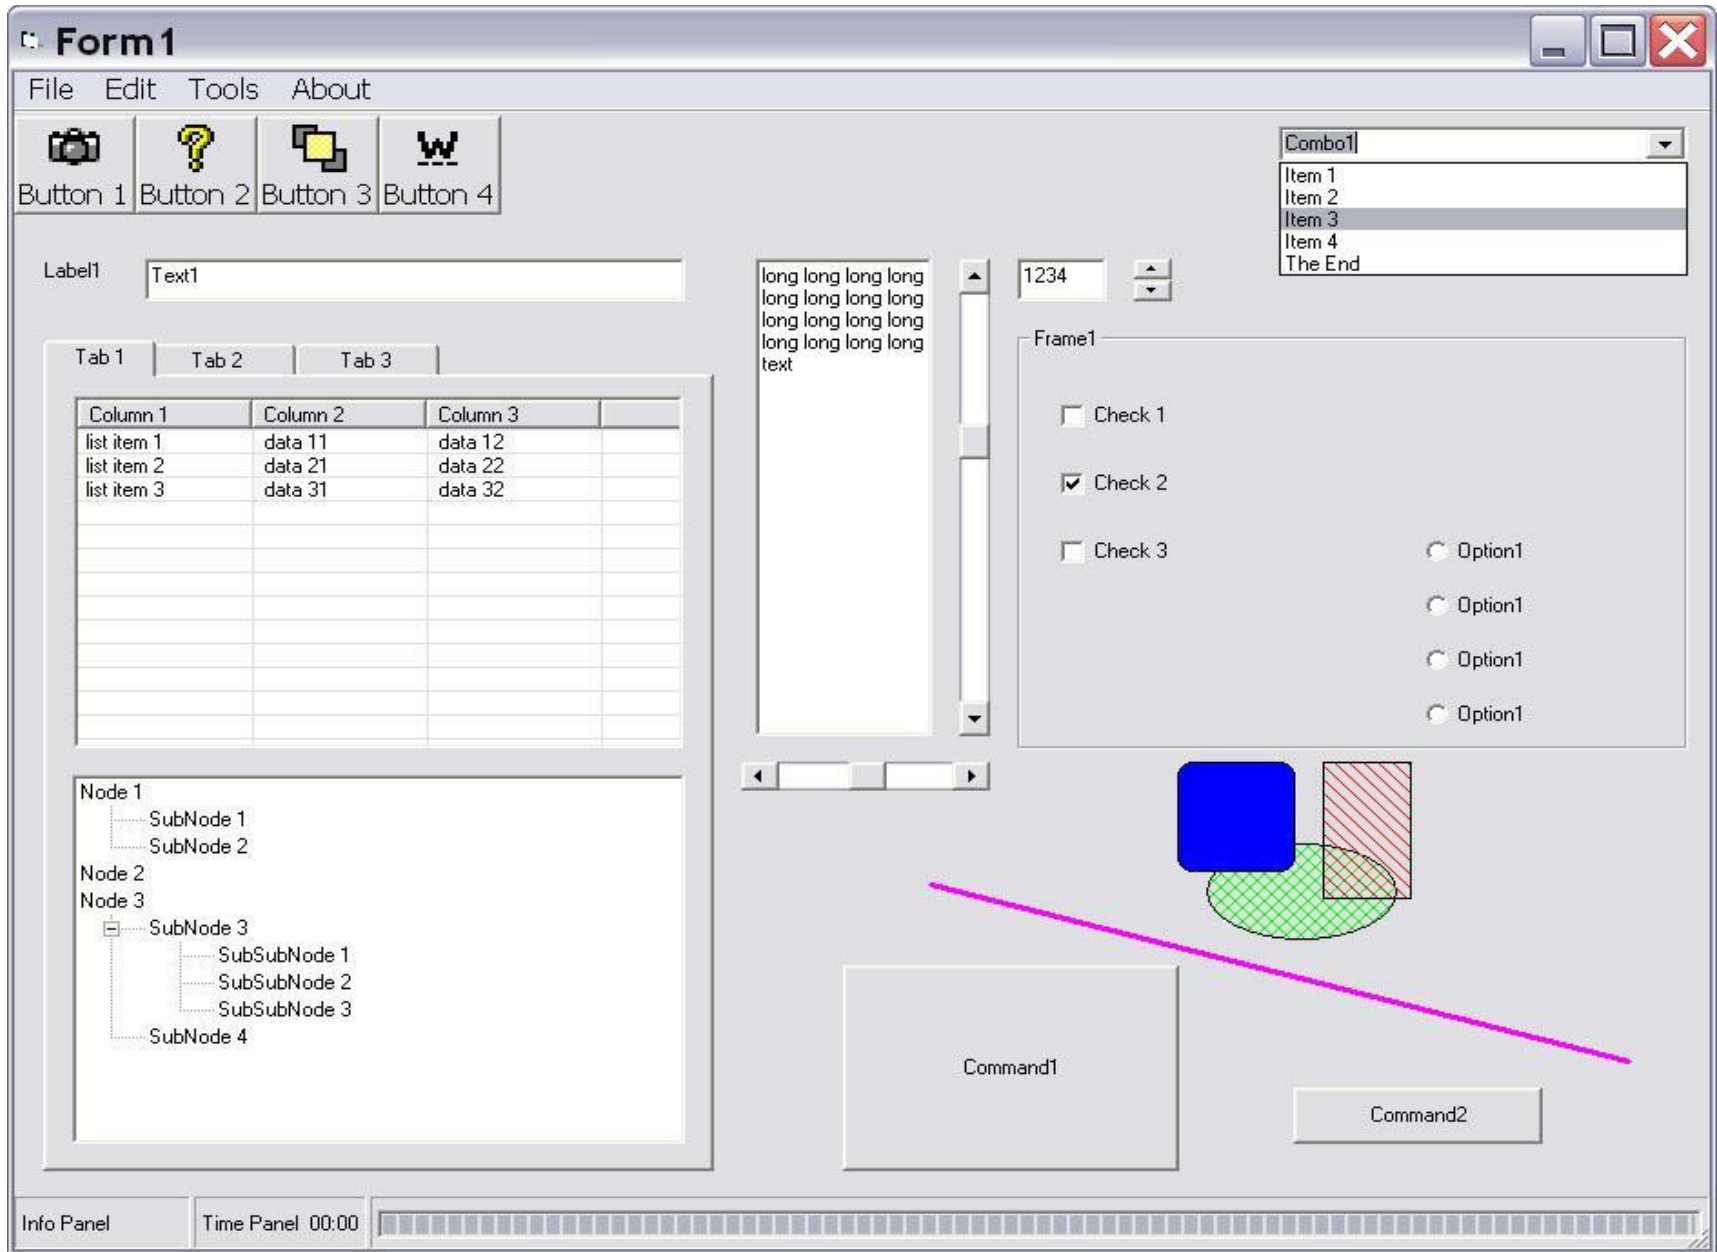 Form1
File Edit Tools About
Button 1 Button 2 Button 3 Button 4
Combo1
Item 1
Item 2
Item 3
Item 4
The End
Label1 Text1
long long long long
long long long long
long long long long
long long long long
text
1234
Tab 1 Tab 2 Tab 3
Column 1 Column 2 Column 3
list item 1 data 11 data 12
list item 2 data 21 data 22
list item 3 data 31 data 32
Frame1
Check 1
Check 2
Check 3
Option1
Option1
Option1
Option1
Node 1
SubNode 1
SubNode 2
Node 2
Node 3
SubNode 3
SubSubNode 1
SubSubNode 2
SubSubNode 3
SubNode 4
Command1
Command2
Info Panel
Time Panel 00:00